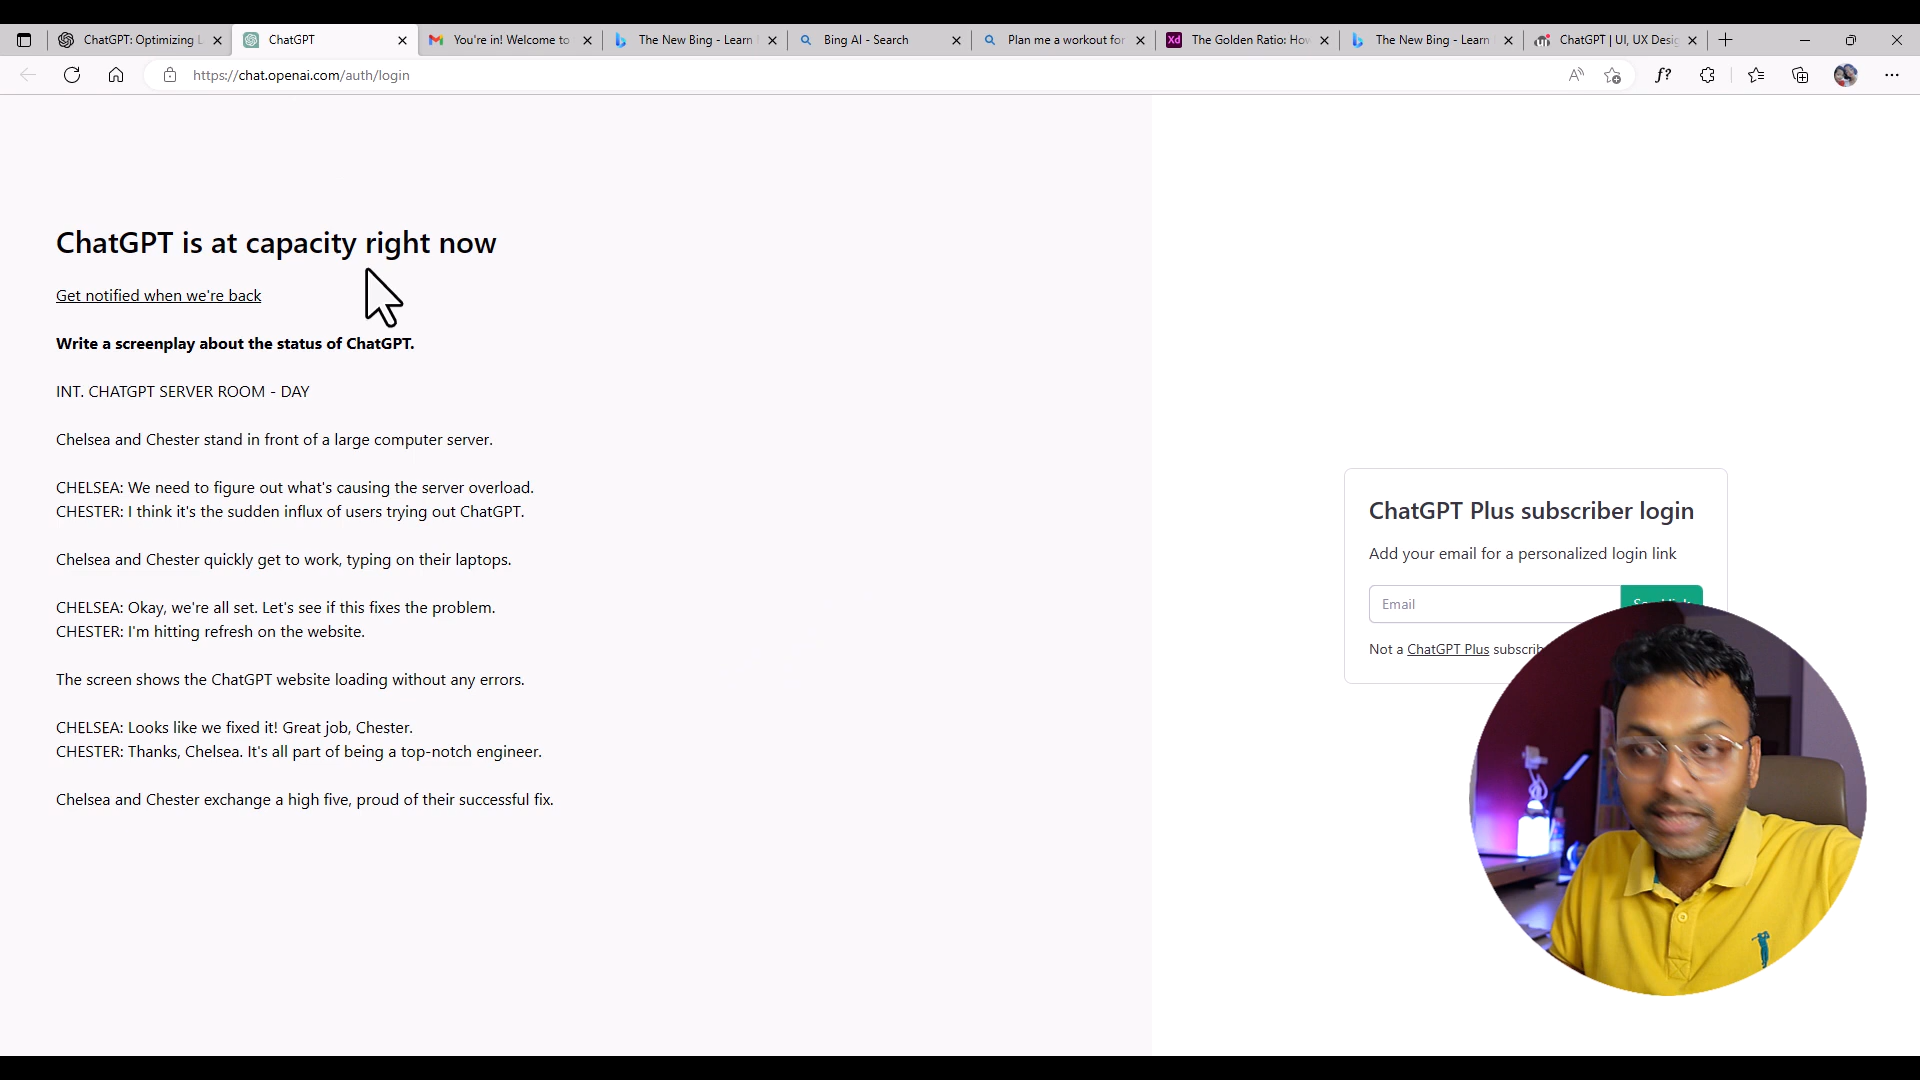 ChatGPT: Optimizing L
ChatGPT
You're in! Welcome to
The New Bing - Learn
Bing AI - Search
Plan me a workout for
Xd
The Golden Ratio: Ho
The New Bing - Learn
ChatGPT | UI, UX Desig
https://chat.openai.com/auth/login
f?
ChatGPT is at capacity right now
Get notified when we're back
Write a screenplay about the status of ChatGPT.
INT. CHATGPT SERVER ROOM - DAY
Chelsea and Chester stand in front of a large computer server.
CHELSEA: We need to figure out what's causing the server overload.
CHESTER: I think it's the sudden influx of users trying out ChatGPT.
Chelsea and Chester quickly get to work, typing on their laptops.
CHELSEA: Okay, we're all set. Let's see if this fixes the problem.
CHESTER: I'm hitting refresh on the website.
The screen shows the ChatGPT website loading without any errors.
CHELSEA: Looks like we fixed it! Great job, Chester.
CHESTER: Thanks, Chelsea. It's all part of being a top-notch engineer.
Chelsea and Chester exchange a high five, proud of their successful fix.
ChatGPT Plus subscriber login
Add your email for a personalized login link
Email
Not a ChatGPT Plus subscrib